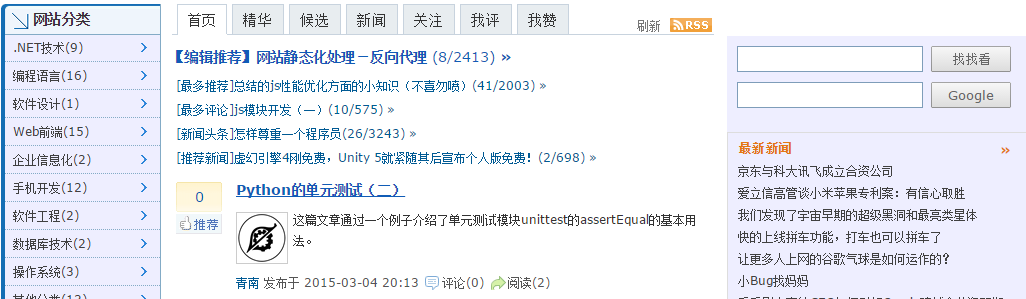 网站分类
.NET技术(9)
编程语言(16)
软件设计(1)
Web前端(15)
企业信息化(2)
手机开发(12)
软件工程(2)
数据库技术(2)
操作系统(3)
首页 精华 候选 新闻 关注 我评 我赞
刷新 RSS
【编辑推荐】网站静态化处理—反向代理 (8/2413) »
[最多推荐]总结的js性能优化方面的小知识（不喜勿喷）(41/2003) »
[最多评论]js模块开发（一）(10/575) »
[新闻头条]怎样尊重一个程序员(26/3243) »
[推荐新闻]虚幻引擎4刚免费，Unity 5就紧随其后宣布个人版免费！(2/698) »
0
推荐
Python的单元测试（二）
这篇文章通过一个例子介绍了单元测试模块unittest的assertEqual的基本用
法。
青南 发布于 2015-03-04 20:13 评论(0) 阅读(2)
找找看
Google
最新新闻 »
京东与科大讯飞成立合资公司
爱立信高管谈小米苹果专利案：有信心取胜
我们发现了宇宙早期的超级黑洞和最亮类星体
快的上线拼车功能，打车也可以拼车了
让更多人上网的谷歌气球是如何运作的？
小Bug找妈妈